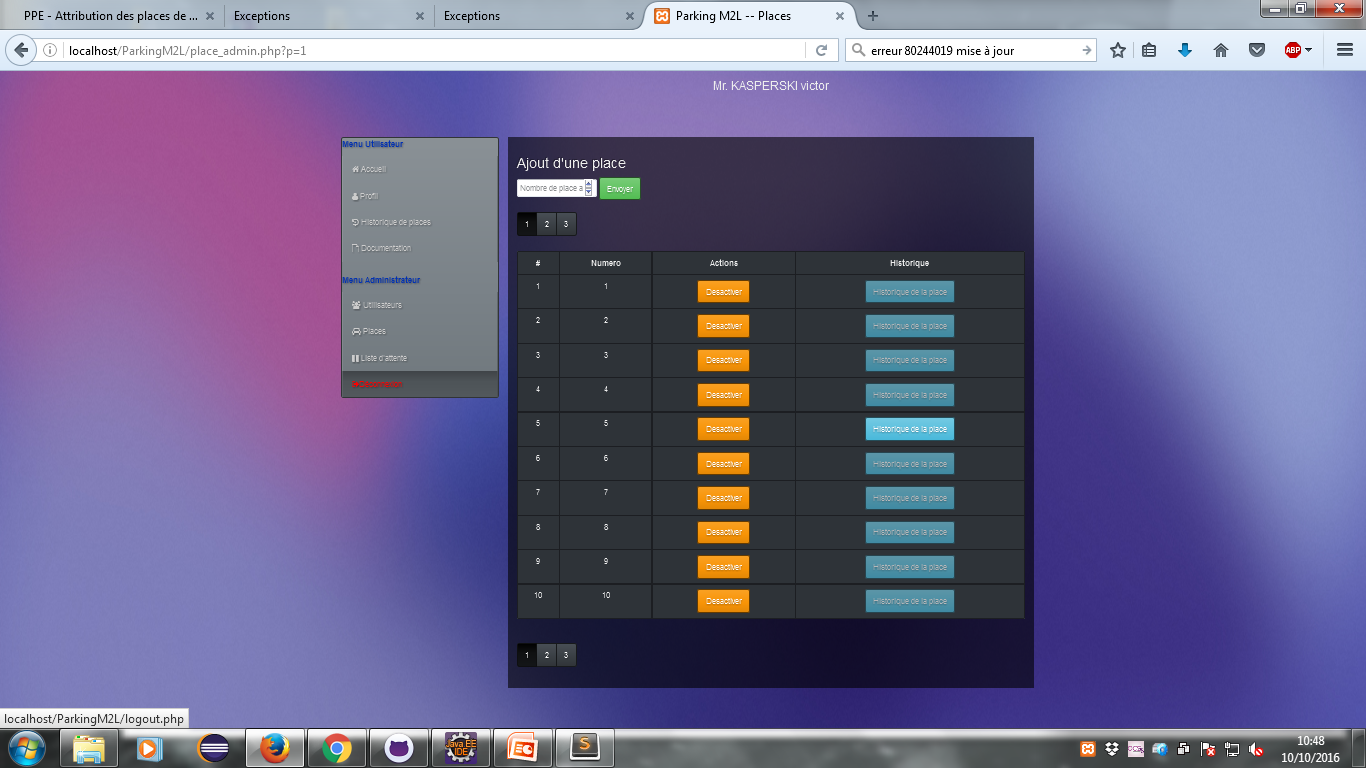 PPE - Attribution des places de ...
Exceptions
Exceptions
Parking M2L -- Places
localhost/ParkingM2L/place_admin.php?p=1
erreur 80244019 mise à jour
ABP
Mr. KASPERSKI victor
Menu Utilisateur
Accueil
Profil
Historique de places
Documentation
Menu Administrateur
Utilisateurs
Places
Liste d'attente
Ajout d'une place
Nombre de place a
Envoyer
1 2 3
# Numero Actions Historique
1 1 Desactiver Historique de la place
2 2 Desactiver Historique de la place
3 3 Desactiver Historique de la place
4 4 Desactiver Historique de la place
5 5 Desactiver Historique de la place
6 6 Desactiver Historique de la place
7 7 Desactiver Historique de la place
8 8 Desactiver Historique de la place
9 9 Desactiver Historique de la place
10 10 Desactiver Historique de la place
1 2 3
localhost/ParkingM2L/logout.php
Java EE
IDE
10:48
10/10/2016